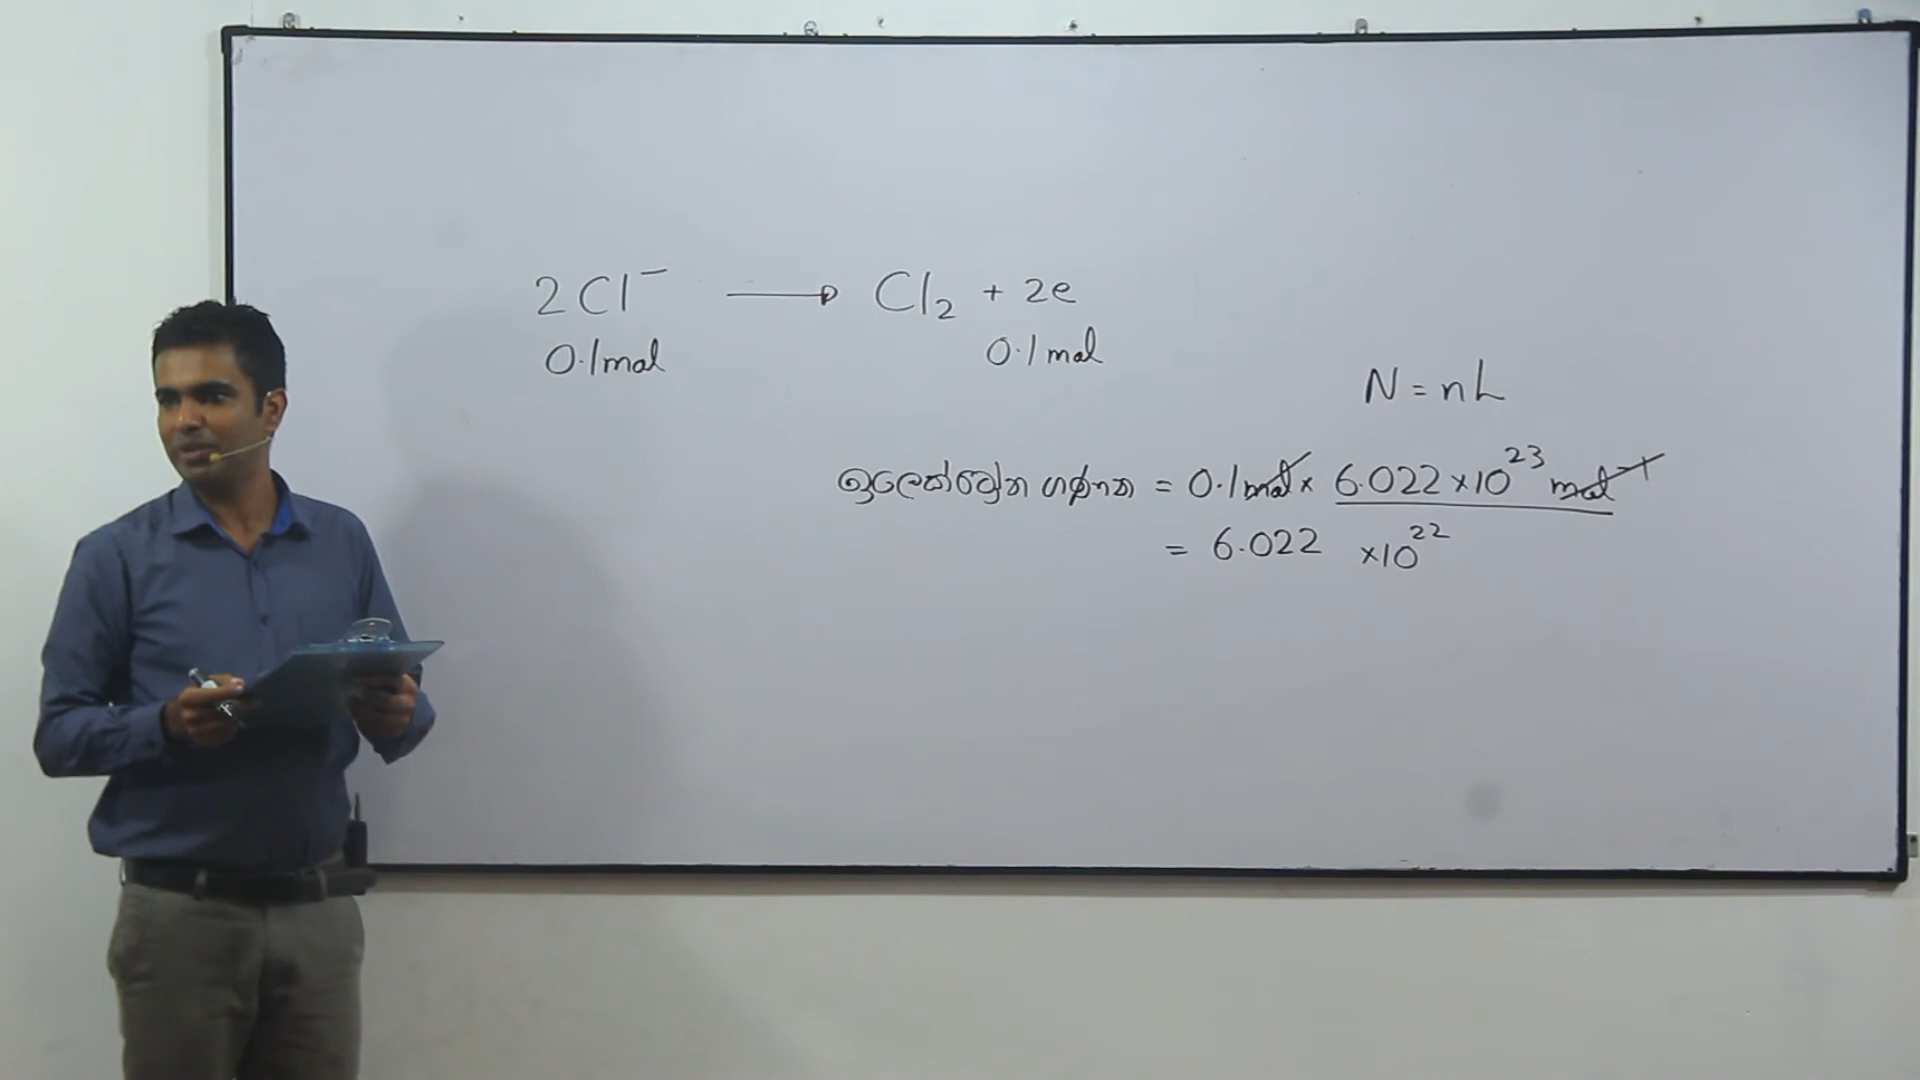 2Cl⁻ → Cl₂ + 2e
0.1mol 0.1mol
N = nL
ඉලෙක්ට්‍රෝන ගණන = 0.1mol × 6.022×10²³ mol⁻¹
= 6.022 ×10²²